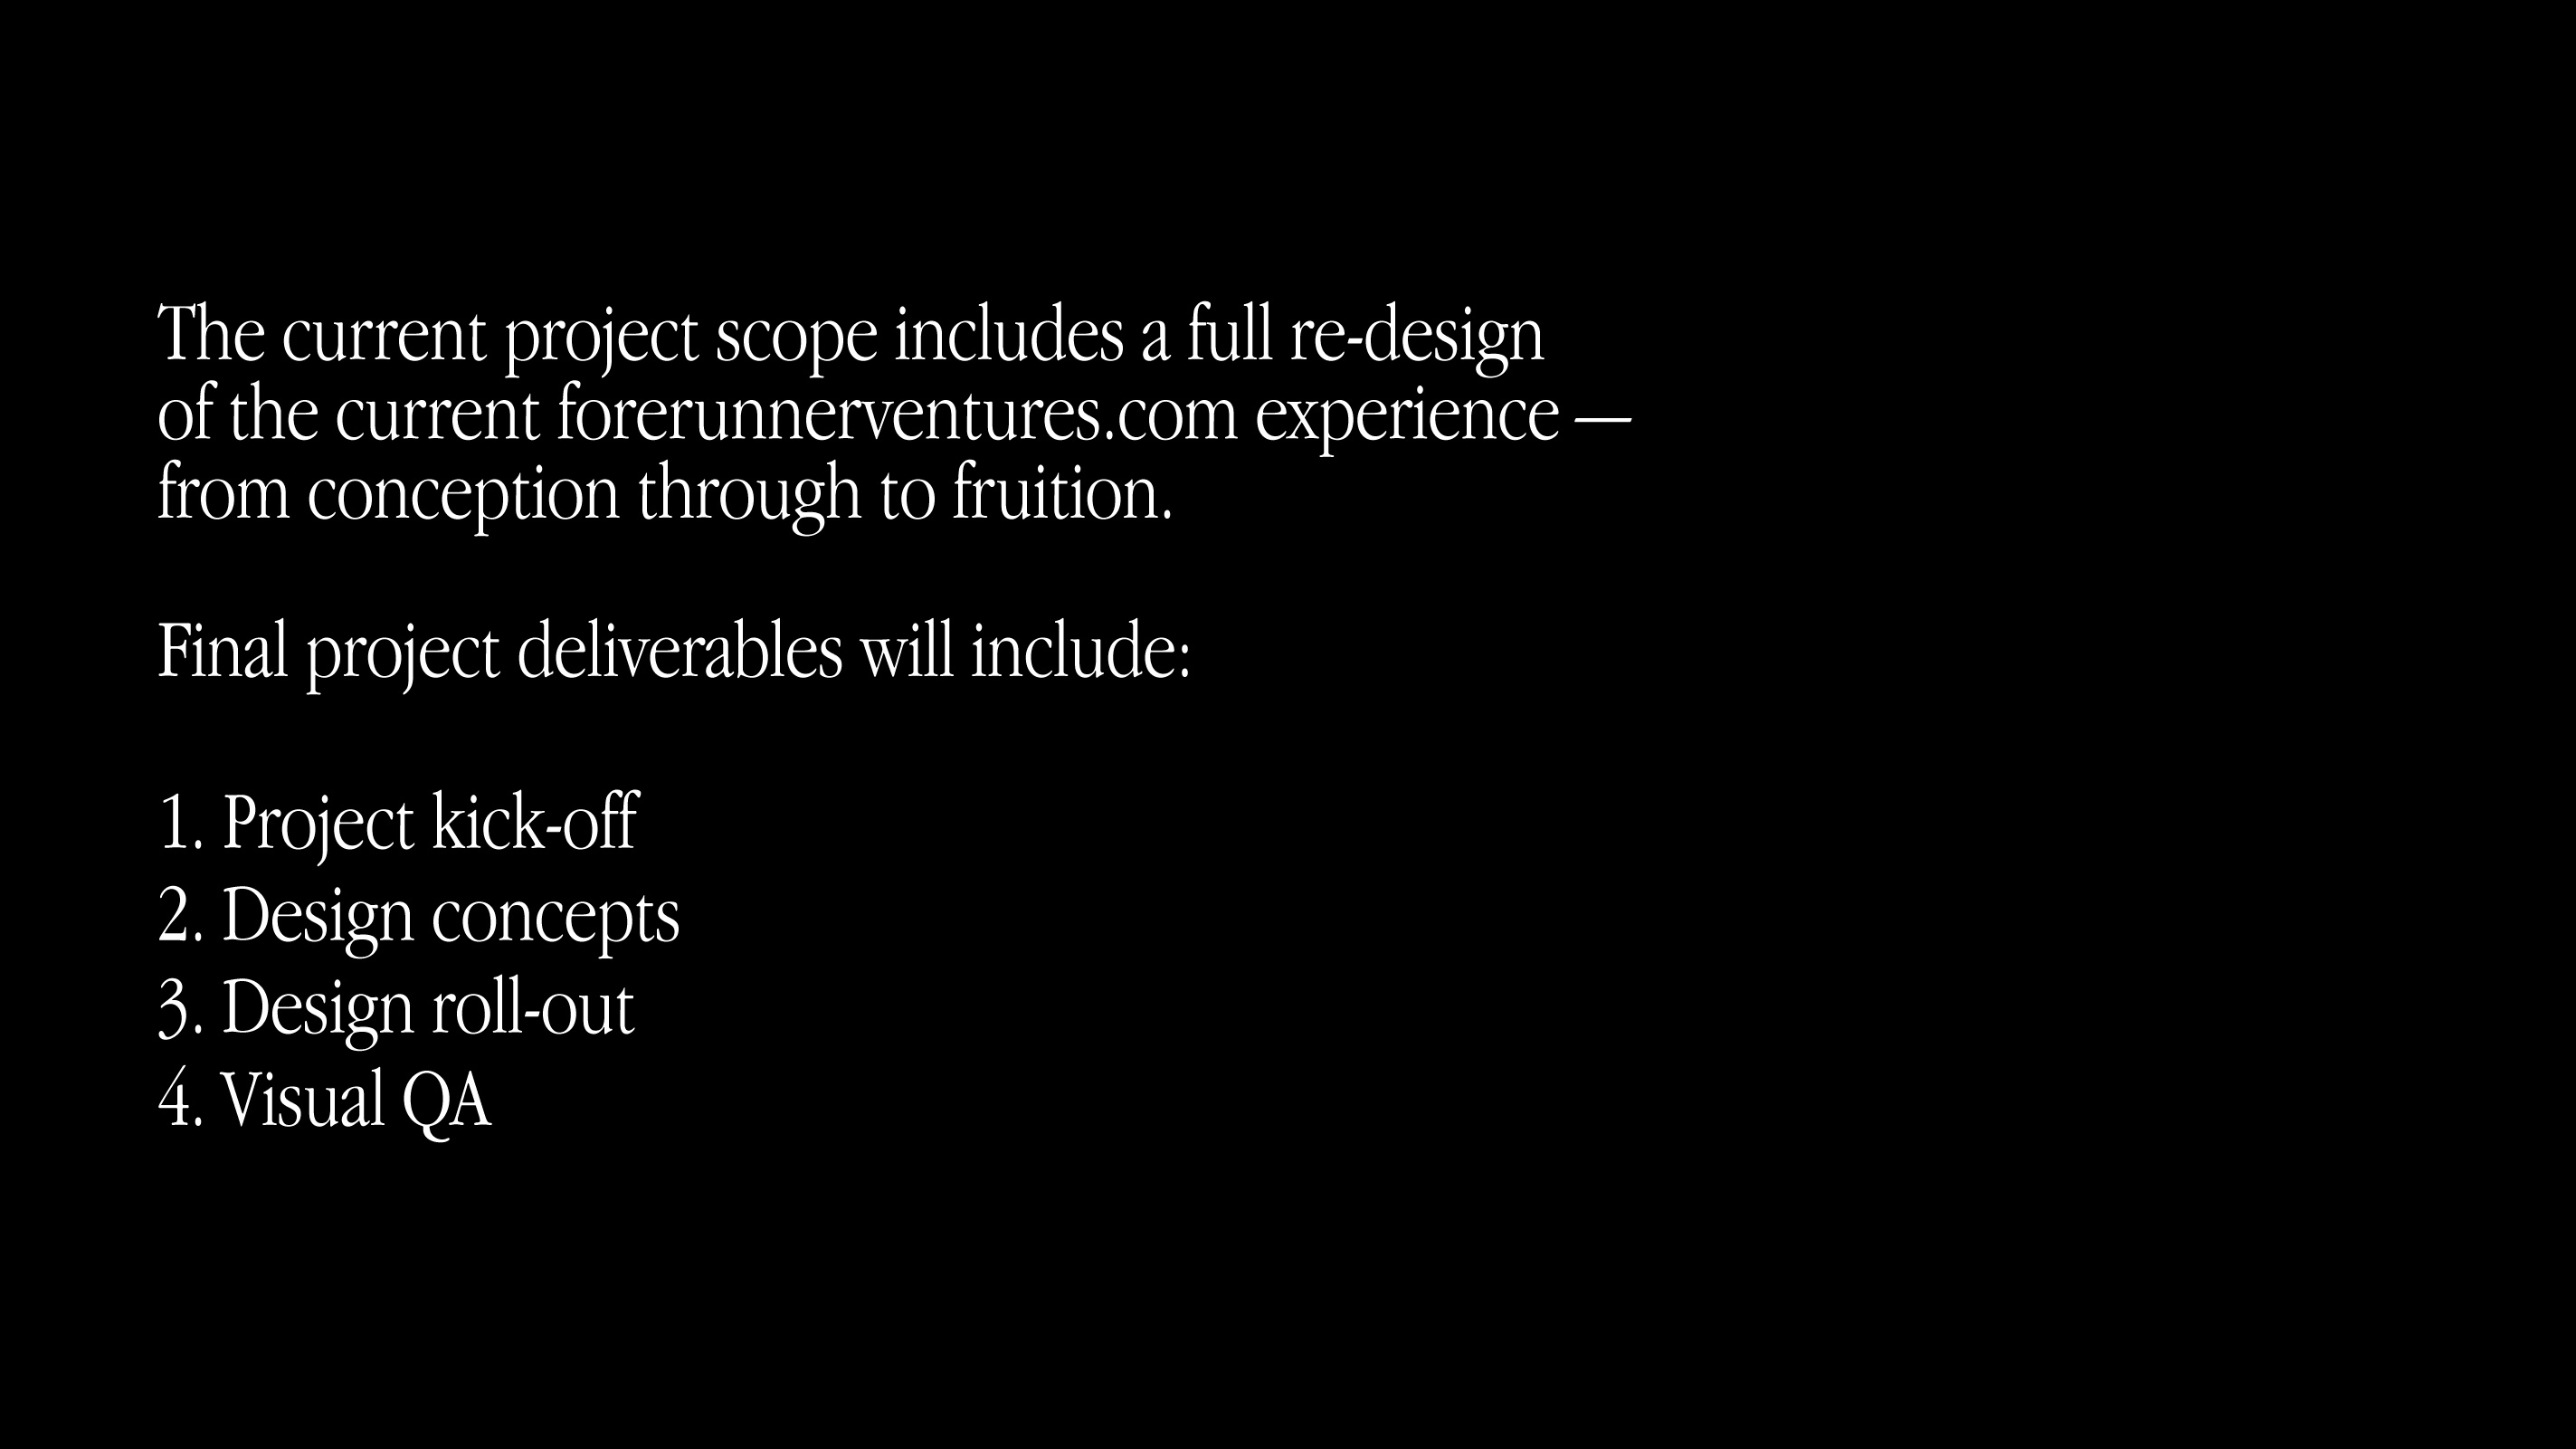 The current project scope includes a full re-design
of the current forerunnerventures.com experience —
from conception through to fruition.
Final project deliverables will include:
1. Project kick-off
2. Design concepts
3. Design roll-out
4. Visual QA